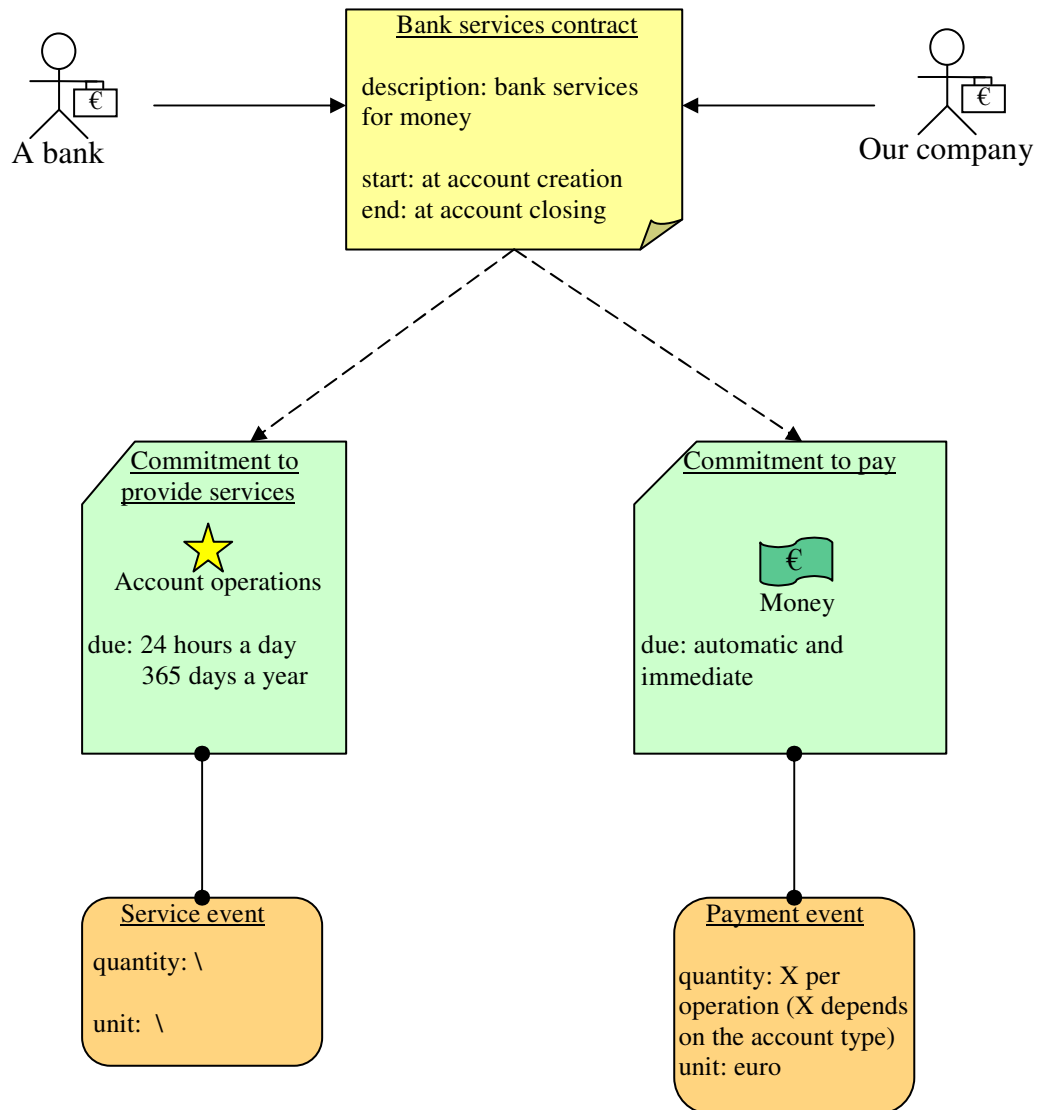 Bank services contract
description: bank services
for money
start: at account creation
end: at account closing
€
A bank
€
Our company
Commitment to
provide services
Account operations
due: 24 hours a day
365 days a year
Commitment to pay
€
Money
due: automatic and
immediate
Service event
quantity: \
unit: \
Payment event
quantity: X per
operation (X depends
on the account type)
unit: euro